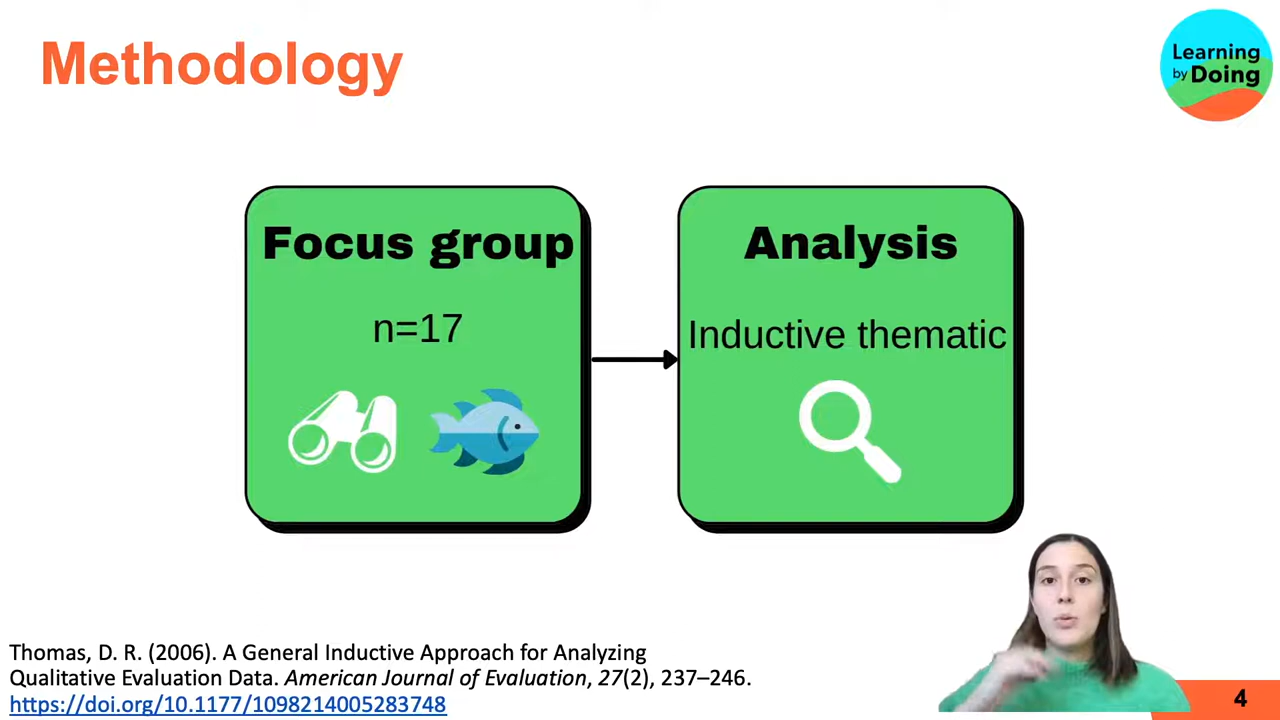 Methodology
Learning
by Doing
Focus group
n=17
Analysis
Inductive thematic
Thomas, D. R. (2006). A General Inductive Approach for Analyzing
Qualitative Evaluation Data. American Journal of Evaluation, 27(2), 237–246.
https://doi.org/10.1177/1098214005283748
4